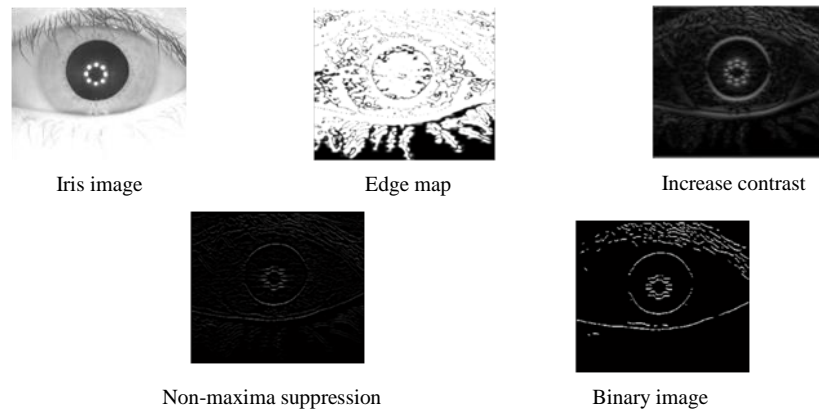 Iris image
Edge map
Increase contrast
Non-maxima suppression
Binary image